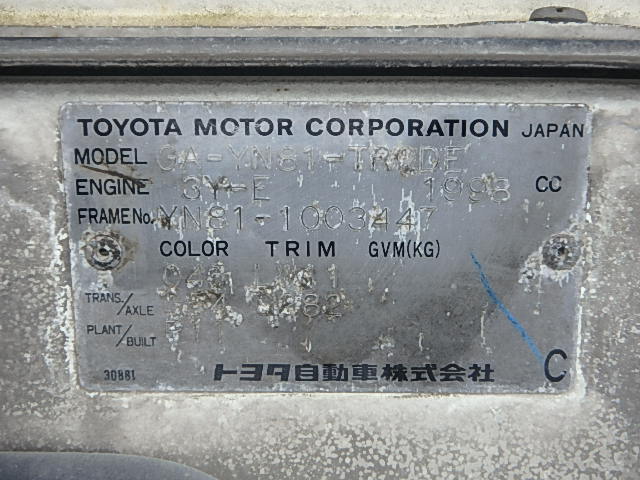 TOYOTA MOTOR CORPORATION JAPAN
MODEL GA-YN81-TRQDE
ENGINE 3Y-E 1998 CC
FRAME No. YN81-1003447
COLOR TRIM GVM(KG)
TRANS./AXLE
PLANT/BUILT
30881 トヨタ自動車株式会社 C